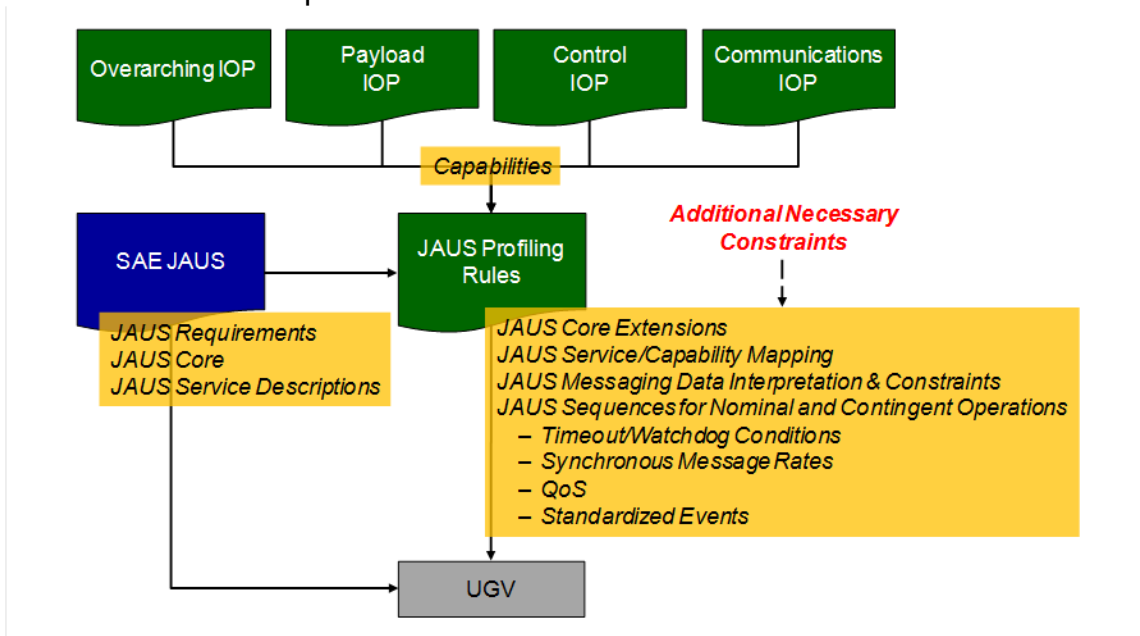 Overarching IOP
Payload
IOP
Control
IOP
Communications
IOP
Capabilities
SAE JAUS
JAUS Profiling
Rules
Additional Necessary
Constraints
JAUS Requirements
JAUS Core
JAUS Service Descriptions
JAUS Core Extensions
JAUS Service/Capability Mapping
JAUS Messaging Data Interpretation & Constraints
JAUS Sequences for Nominal and Contingent Operations
– Timeout/Watchdog Conditions
– Synchronous Message Rates
– QoS
– Standardized Events
UGV